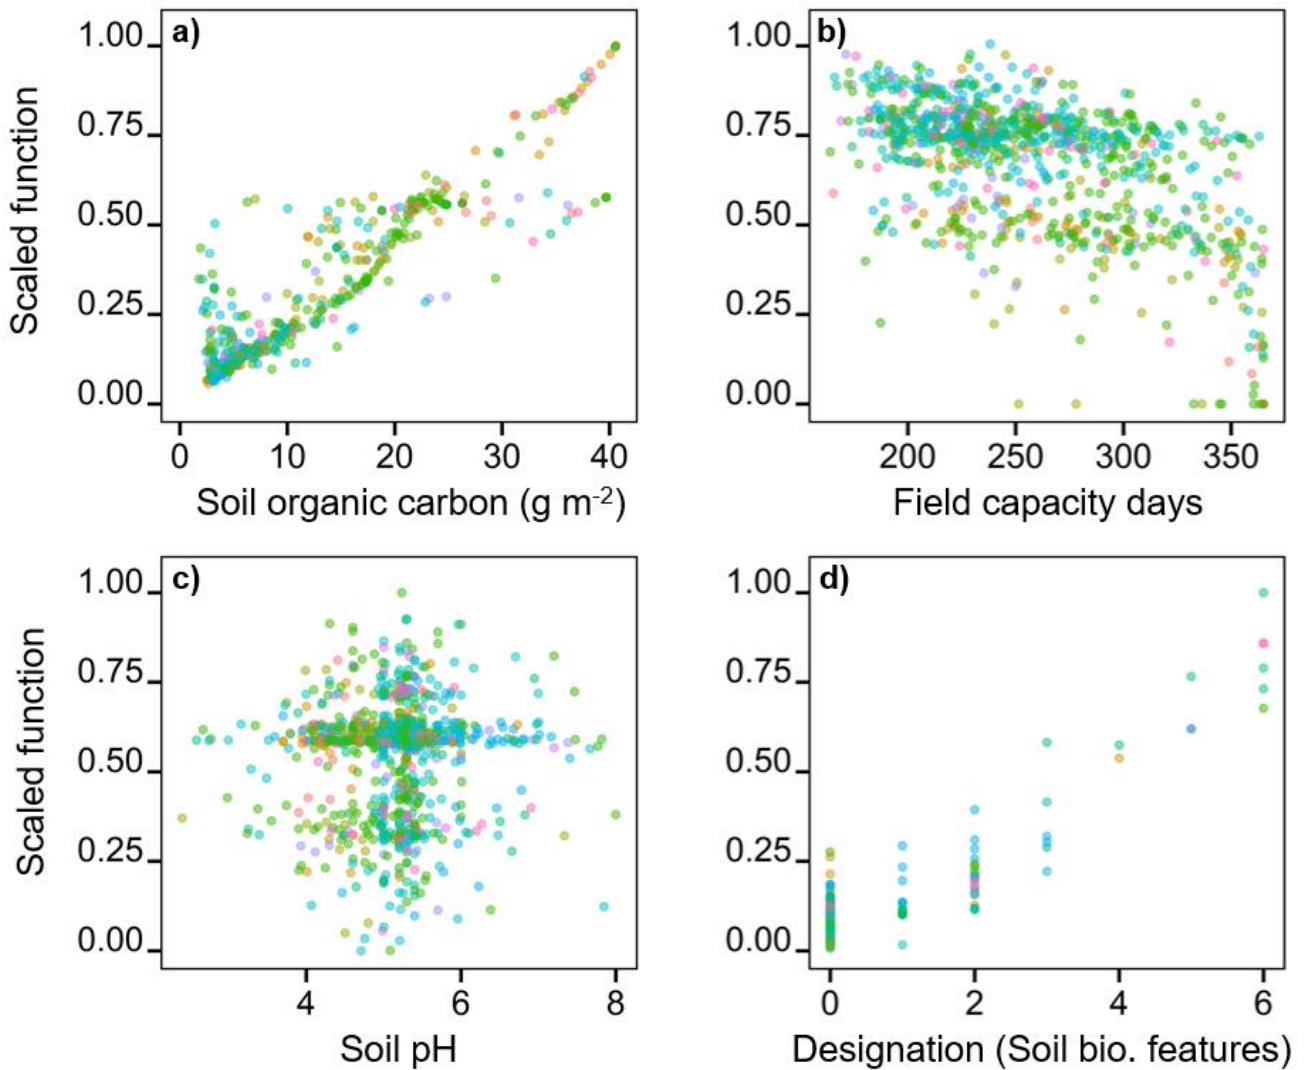 a)
1.00
0.75
0.50
0.25
0.00
Scaled function
0 10 20 30 40
Soil organic carbon (g m-2)
b)
1.00
0.75
0.50
0.25
0.00
200 250 300 350
Field capacity days
c)
1.00
0.75
0.50
0.25
0.00
Scaled function
4 6 8
Soil pH
d)
1.00
0.75
0.50
0.25
0.00
0 2 4 6
Designation (Soil bio. features)